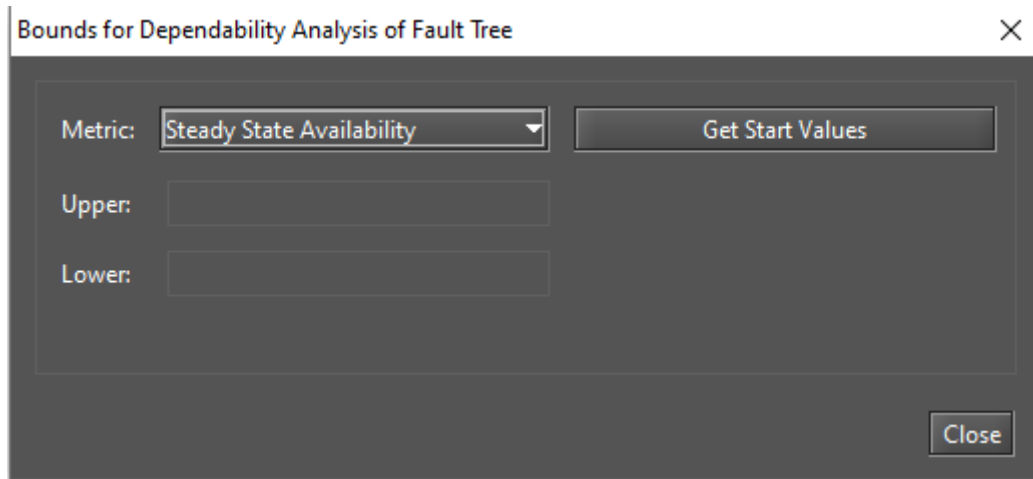 Bounds for Dependability Analysis of Fault Tree
Metric: Steady State Availability Get Start Values
Upper:
Lower:
Close